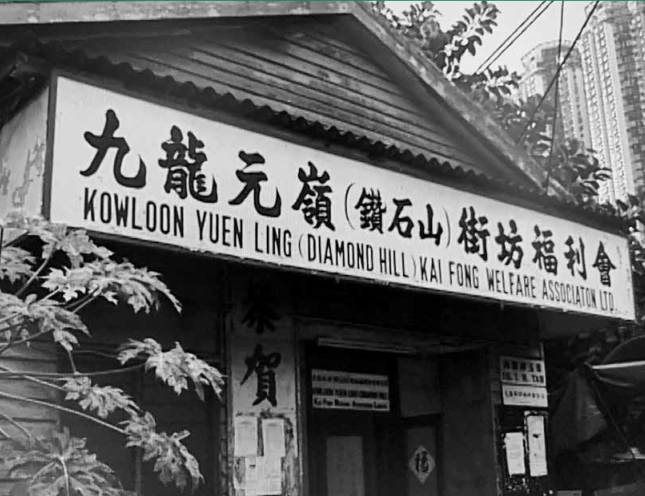 九龍元嶺(鑽石山)街坊福利會
KOWLOON YUEN LING (DIAMOND HILL) KAI FONG WELFARE ASSOCIATON LTD.
恭賀
福